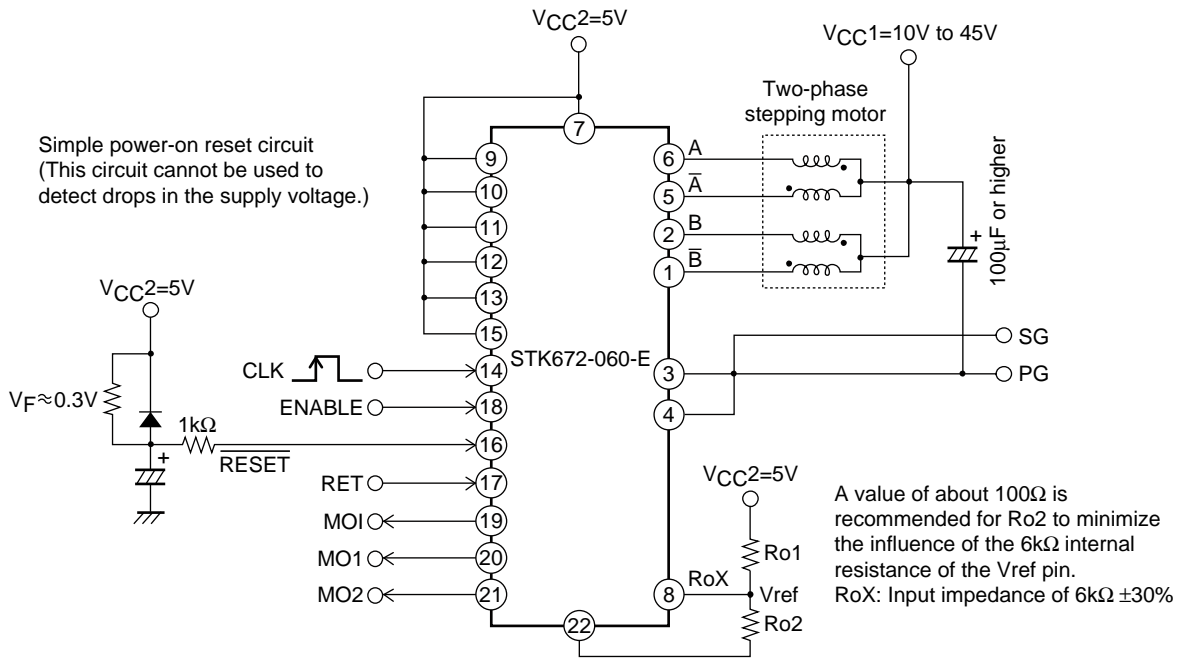 VCC2=5V
VCC1=10V to 45V
Two-phase
stepping motor
Simple power-on reset circuit
(This circuit cannot be used to
detect drops in the supply voltage.)
7
9
10
11
12
13
15
6
A
5
A̅
2
B
1
B̅
100μF or higher
+
VCC2=5V
VF≈0.3V
1kΩ
+
R̅E̅S̅E̅T̅
CLK
14
ENABLE
18
16
RET
17
MOI
19
MO1
20
MO2
21
STK672-060-E
3
4
SG
PG
VCC2=5V
Ro1
RoX
8
Vref
Ro2
22
A value of about 100Ω is
recommended for Ro2 to minimize
the influence of the 6kΩ internal
resistance of the Vref pin.
RoX: Input impedance of 6kΩ ±30%